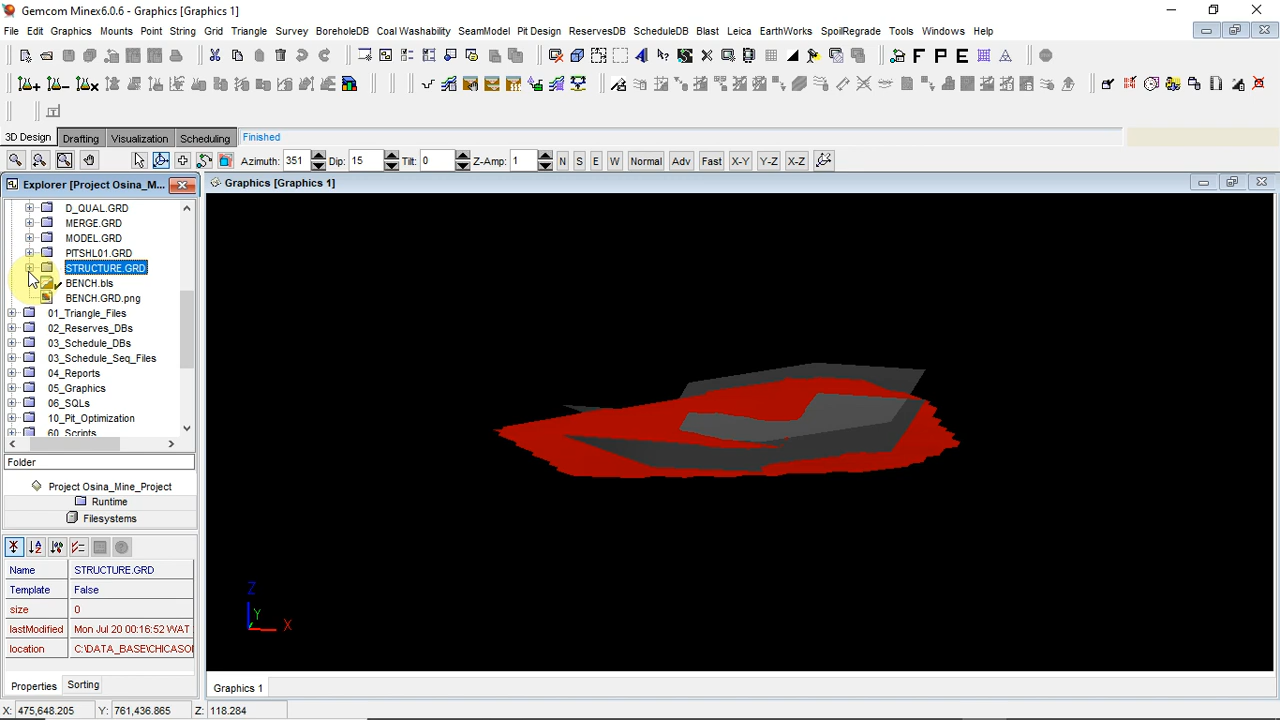 Gemcom Minex6.0.6 - Graphics [Graphics 1]
File Edit Graphics Mounts Point String Grid Triangle Survey BoreholeDB Coal Washability SeamModel Pit Design ReservesDB ScheduleDB Blast Leica EarthWorks SpoilRegrade Tools Windows Help
3D Design Drafting Visualization Scheduling Finished
Azimuth: 351 Dip: 15 Tilt: 0 Z-Amp: 1 N S E W Normal Adv Fast X-Y Y-Z X-Z
Explorer [Project Osina_M...
Graphics [Graphics 1]
D_QUAL.GRD
MERGE.GRD
MODEL.GRD
PITSHL01.GRD
STRUCTURE.GRD
BENCH.bls
BENCH.GRD.png
01_Triangle_Files
02_Reserves_DBs
03_Schedule_DBs
03_Schedule_Seq_Files
04_Reports
05_Graphics
06_SQLs
10_Pit_Optimization
60_Scripts
Folder
Project Osina_Mine_Project
Runtime
Filesystems
Name STRUCTURE.GRD
Template False
size 0
lastModified Mon Jul 20 00:16:52 WAT
location C:\DATA_BASE\CHICASO
Properties Sorting
Z
Y
X
Graphics 1
X: 475,648.205 Y: 761,436.865 Z: 118.284